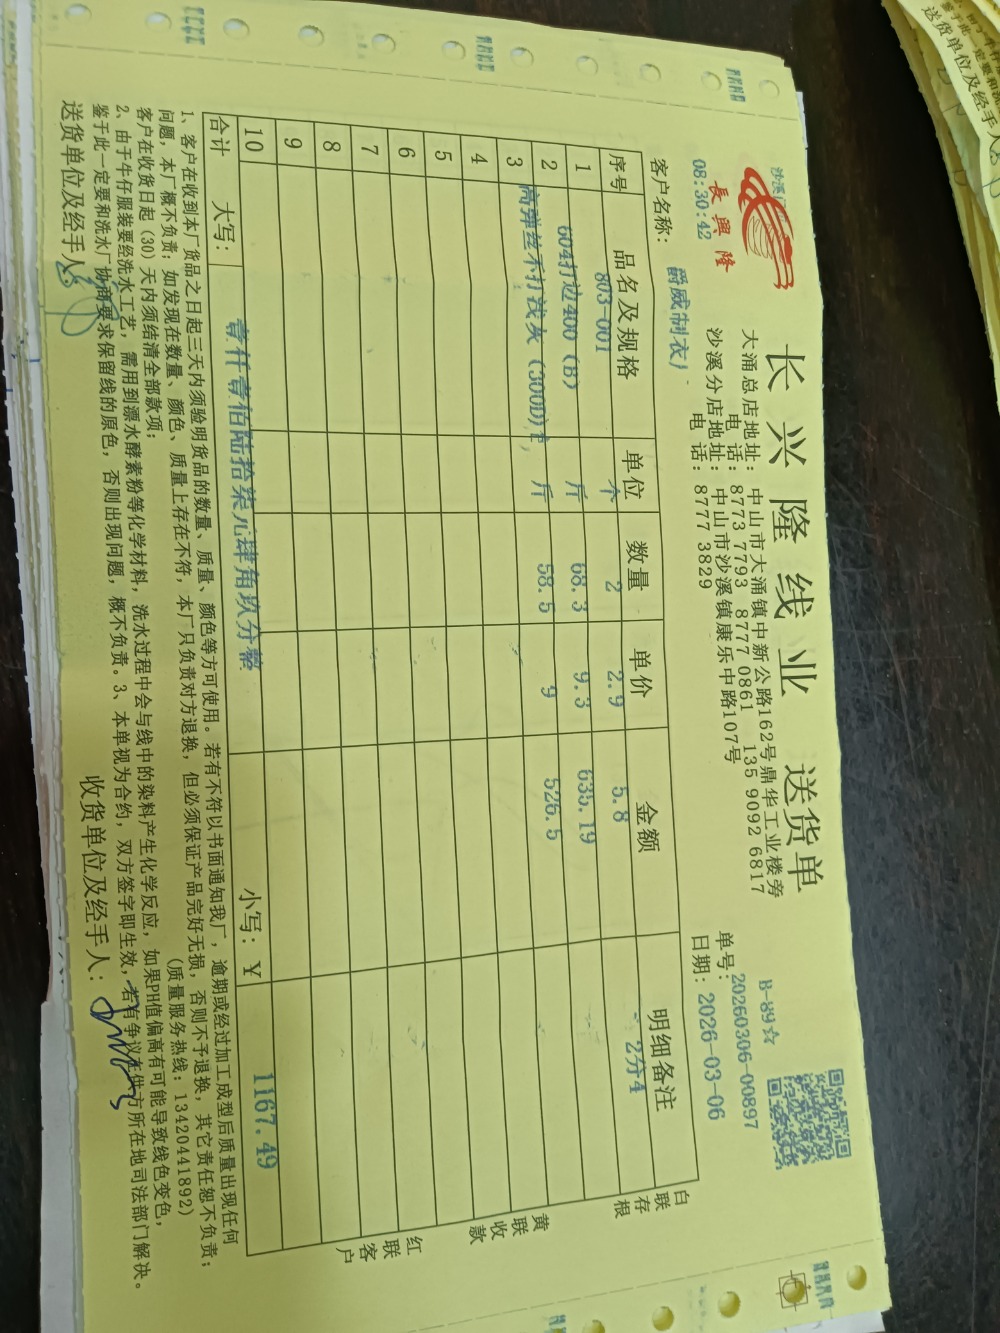 長興隆
08:30:42
长兴隆线业 送货单
大涌总店地址: 中山市大涌镇中新公路162号鼎华工业楼旁
电 话: 8773 7793 8777 0861 135 9092 6817
沙溪分店地址: 中山市沙溪镇康乐中路107号
电 话: 8777 3829
B-89☆
单号: 20260306-00897
日期: 2026-03-06
客户名称: 爵威制衣厂
序号 品名及规格 单位 数量 单价 金额 明细备注
803-001 个 2 2.9 5.8 2分4
1 604打边400 (B) 斤 68.3 9.3 635.19
2 高弹丝不打浅灰 (300D) 斤 58.5 9 526.5
3
4
5
6
7
8
9
10
合计 大写: 壹仟壹佰陆拾柒元肆角玖分整 小写: ¥ 1167.49
白联存根
黄联收款
红联客户
1、客户在收到本厂货品之日起三天内须验明货品的数量、质量、颜色等方可使用。若有不符以书面通知我厂,逾期或经过加工成型后质量出现任何
问题,本厂概不负责;如发现在数量、颜色、质量上存在不符,本厂只负责对方退换,但必须保证产品完好无损,否则不予退换,其它责任恕不负责;
客户在收货日起 (30) 天内须结清全部款项; (质量服务热线: 13420441892)
2、由于牛仔服装要经洗水工艺,需用到漂水酵素粉等化学材料,洗水过程中会与线中的染料产生化学反应,如果PH值偏高有可能导致线色变色,
鉴于此一定要和洗水厂协商要求保留线的原色,否则出现问题,概不负责。3、本单视为合约,双方签字即生效,若有争议在供方所在地司法部门解决。
送货单位及经手人: 收货单位及经手人:
送货单位及经手人